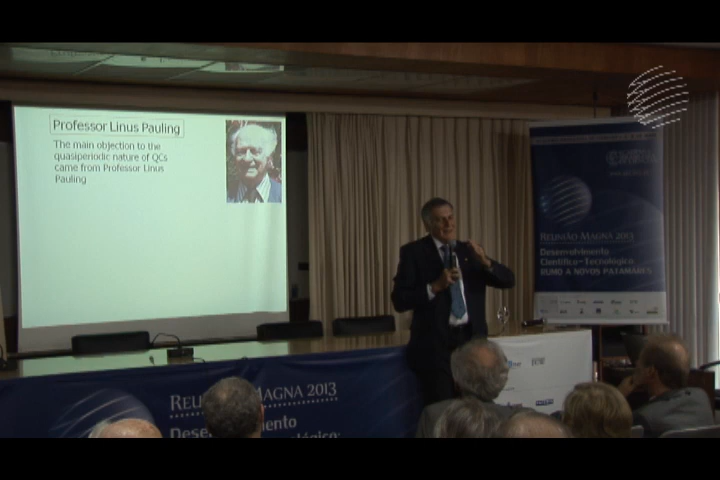 Professor Linus Pauling
The main objection to the
quasiperiodic nature of QCs
came from Professor Linus
Pauling
REUNIÃO MAGNA 2013
Desenvolvimento
Científico-Tecnológico
RUMO A NOVOS PATAMARES
REUNIÃO MAGNA 2013
Desenvolvimento